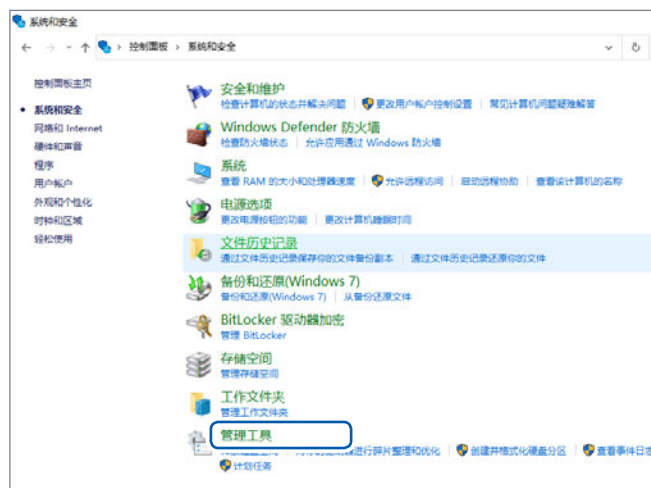 系统和安全
控制面板 › 系统和安全
控制面板主页
系统和安全
网络和 Internet
硬件和声音
程序
用户帐户
外观和个性化
时钟和区域
轻松使用
安全和维护
检查计算机的状态并解决问题 更改用户帐户控制设置 常见计算机问题疑难解答
Windows Defender 防火墙
检查防火墙状态 允许应用通过 Windows 防火墙
系统
查看 RAM 的大小和处理器速度 允许远程访问 启动远程协助 查看该计算机的名称
电源选项
更改电源按钮的功能 更改计算机睡眠时间
文件历史记录
通过文件历史记录保存你的文件备份副本 通过文件历史记录还原你的文件
备份和还原(Windows 7)
备份和还原(Windows 7) 从备份还原文件
BitLocker 驱动器加密
管理 BitLocker
存储空间
管理存储空间
工作文件夹
管理工作文件夹
管理工具
进行碎片整理和优化 创建并格式化硬盘分区 查看事件日志
计划任务